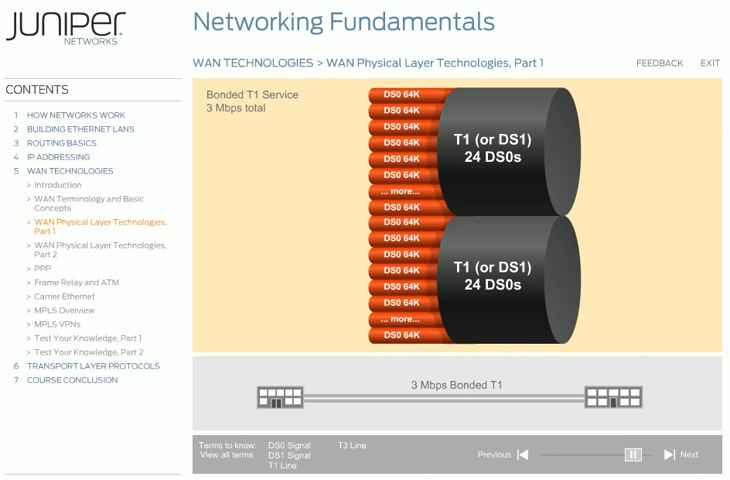 JUNIPER
NETWORKS
Networking Fundamentals
WAN TECHNOLOGIES > WAN Physical Layer Technologies, Part 1
FEEDBACK
EXIT
CONTENTS
1 HOW NETWORKS WORK
2 BUILDING ETHERNET LANS
3 ROUTING BASICS
4 IP ADDRESSING
5 WAN TECHNOLOGIES
> Introduction
> WAN Terminology and Basic
Concepts
> WAN Physical Layer Technologies,
Part 1
> WAN Physical Layer Technologies,
Part 2
> PPP
> Frame Relay and ATM
> Carrier Ethernet
> MPLS Overview
> MPLS VPNs
> Test Your Knowledge, Part 1
> Test Your Knowledge, Part 2
6 TRANSPORT LAYER PROTOCOLS
7 COURSE CONCLUSION
Bonded T1 Service
3 Mbps total
DS0 64K
DS0 64K
DS0 64K
DS0 64K
DS0 64K
DS0 64K
... more...
DS0 64K
T1 (or DS1)
24 DS0s
DS0 64K
DS0 64K
DS0 64K
DS0 64K
DS0 64K
DS0 64K
... more...
DS0 64K
T1 (or DS1)
24 DS0s
3 Mbps Bonded T1
Terms to know:
View all terms
DS0 Signal
DS1 Signal
T1 Line
T3 Line
Previous
Next